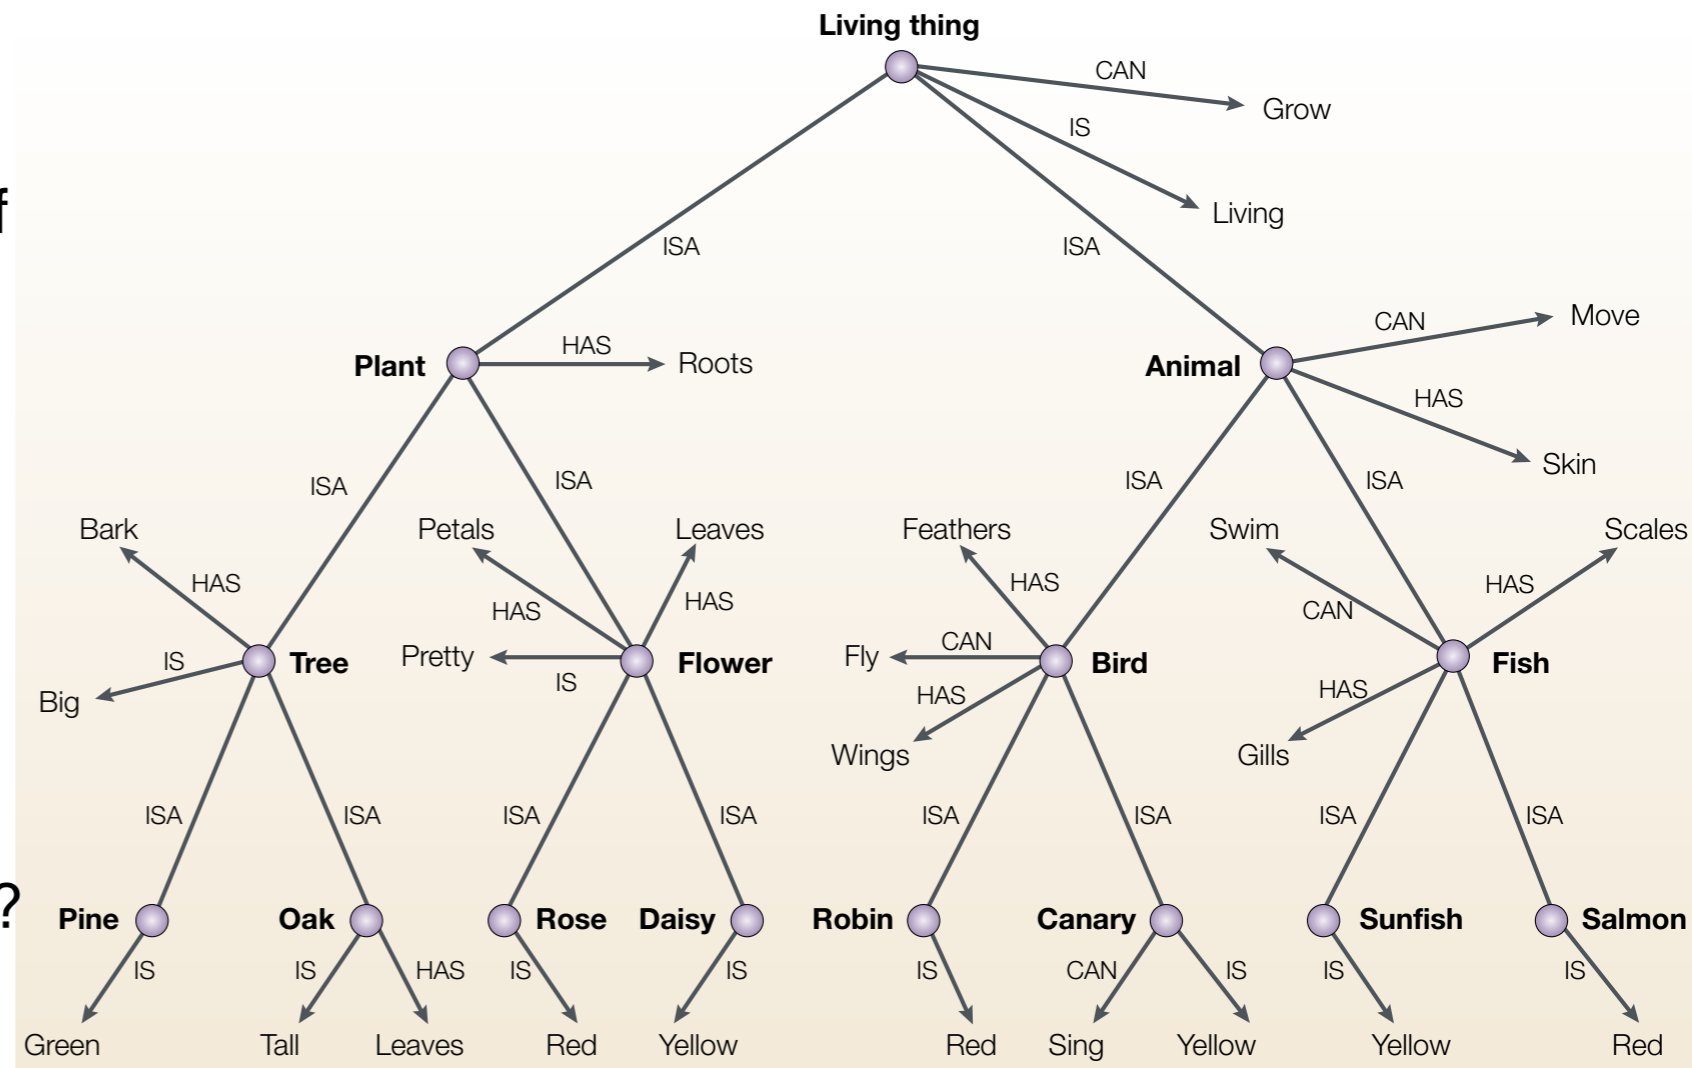 Living thing
CAN
Grow
IS
f
Living
ISA ISA
Move
CAN
HAS
Plant Roots Animal
HAS
Skin
ISA ISA ISA ISA
Bark Petals Leaves Feathers Swim Scales
HAS HAS HAS
HAS HAS CAN
IS Tree Pretty IS Flower Fly CAN Bird Fish
Big HAS HAS
Wings Gills
ISA ISA ISA ISA ISA ISA ISA ISA
?
Pine Oak Rose Daisy Robin Canary Sunfish Salmon
IS IS HAS IS IS IS CAN IS IS IS
Green Tall Leaves Red Yellow Red Sing Yellow Yellow Red